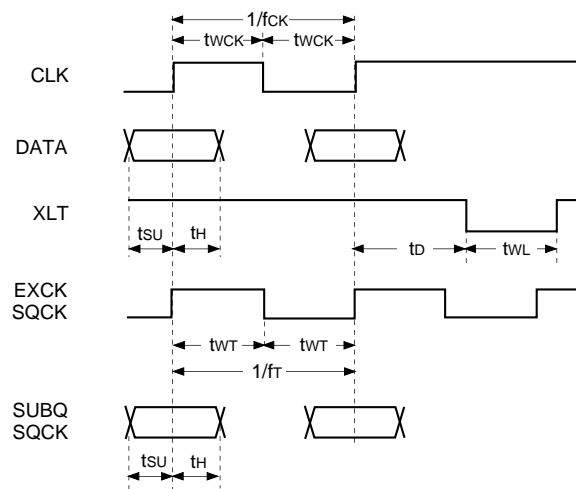 1/fCK
tWCK tWCK
CLK
DATA
XLT
tSU tH tD tWL
EXCK
SQCK
tWT tWT
1/fT
SUBQ
SQCK
tSU tH